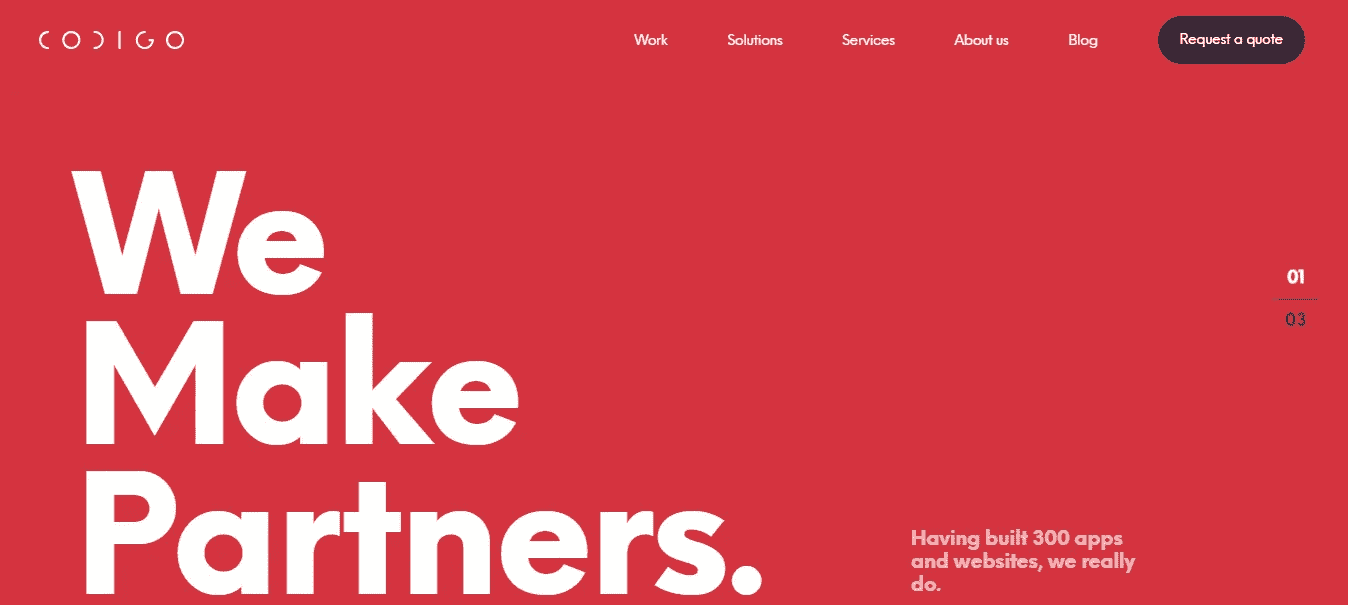 CODIGO
Work
Solutions
Services
About us
Blog
Request a quote
We
Make
Partners.
01
03
Having built 300 apps
and websites, we really
do.